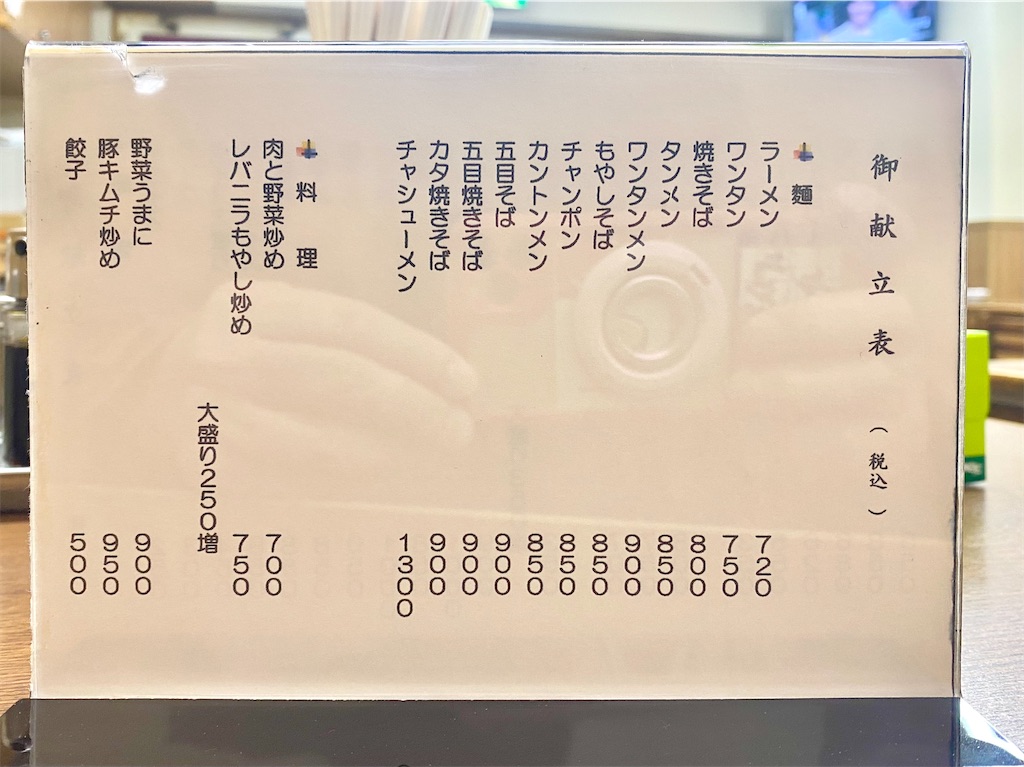 御献立表（税込）
麺
ラーメン 720
ワンタン 750
焼きそば 800
タンメン 850
ワンタンメン 900
もやしそば 850
チャンポン 850
カントンメン 850
五目そば 900
五目焼きそば 900
カタ焼きそば 900
チャシューメン 1300
料理
肉と野菜炒め 700
レバニラもやし炒め 750
大盛り250増
野菜うまに 900
豚キムチ炒め 950
餃子 500